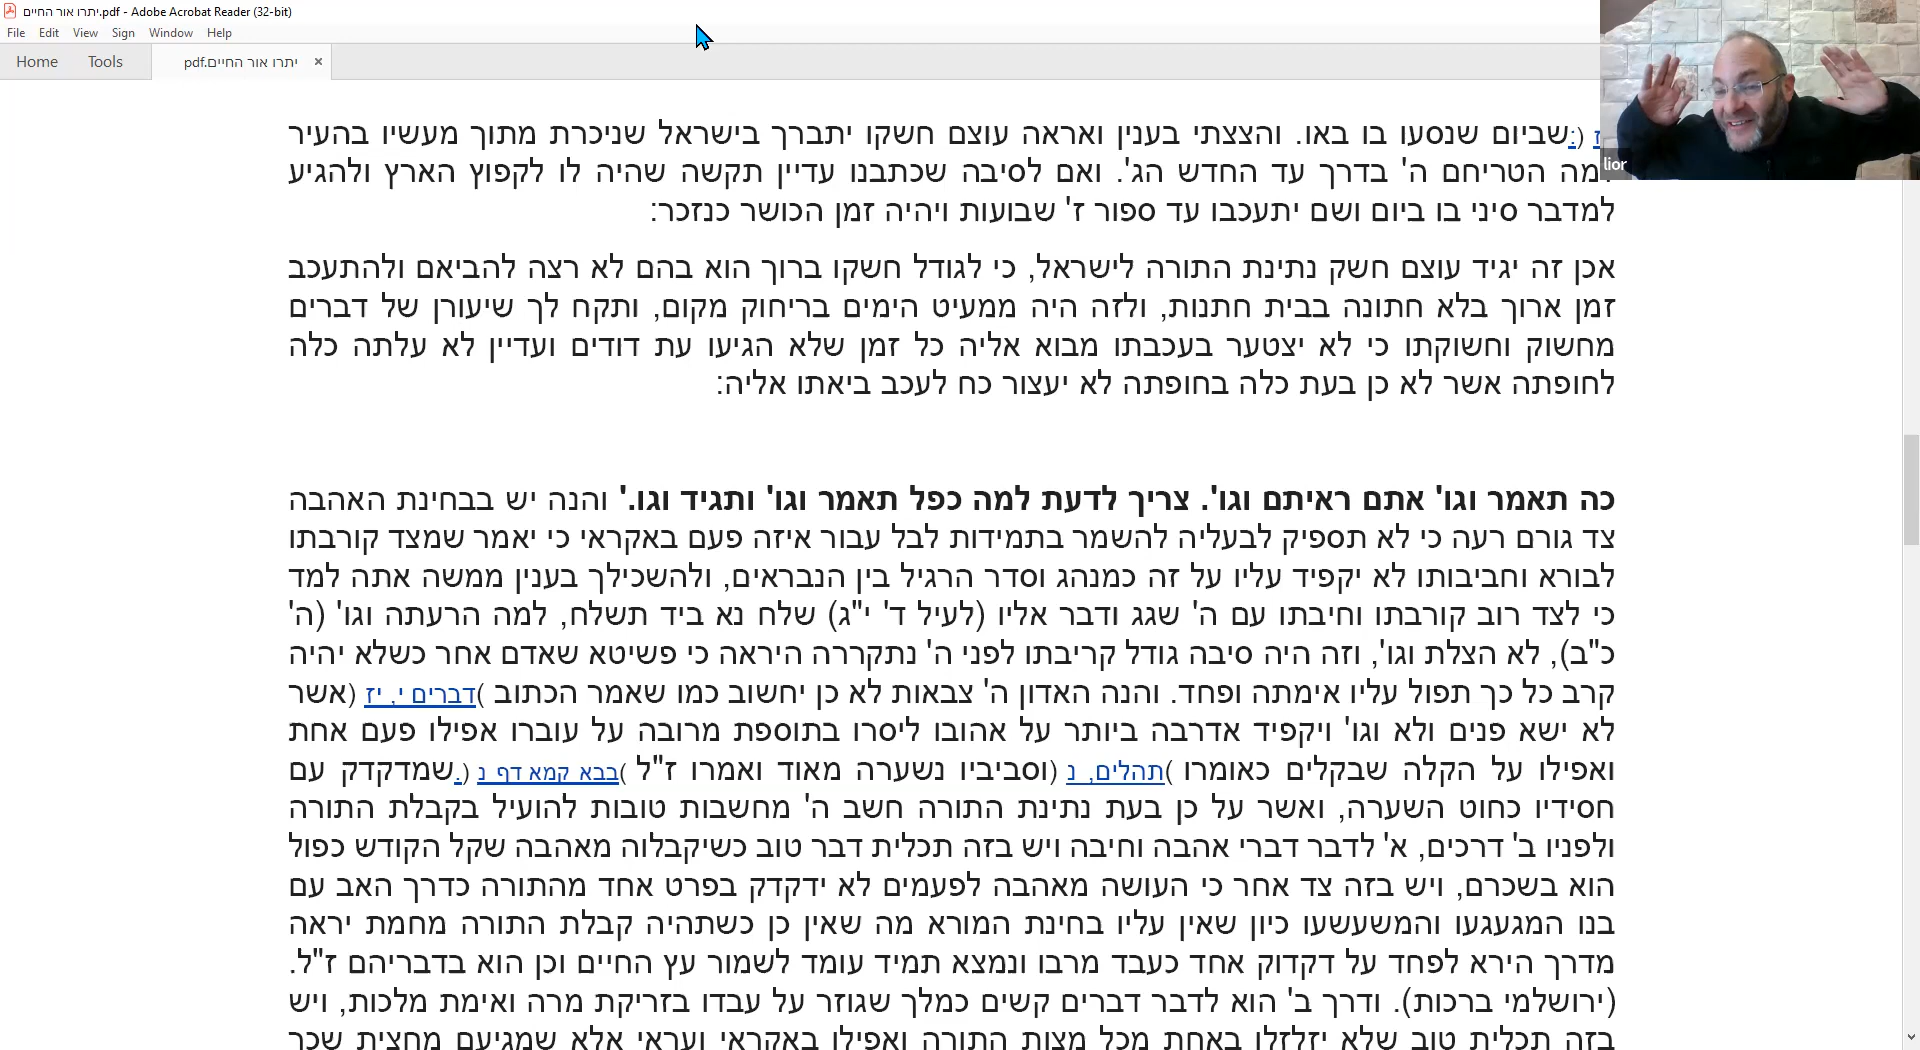 יתרו אור החיים.pdf - Adobe Acrobat Reader (32-bit)
File Edit View Sign Window Help
Home Tools יתרו אור החיים.pdf ×
lior
ז :) שביום שנסעו בו באו. והצצתי בענין ואראה עוצם חשקו יתברך בישראל שניכרת מתוך מעשיו בהעיר
למה הטריחם ה' בדרך עד החדש הג'. ואם לסיבה שכתבנו עדיין תקשה שהיה לו לקפוץ הארץ ולהגיע
למדבר סיני בו ביום ושם יתעכבו עד ספור ז' שבועות ויהיה זמן הכושר כנזכר:
אכן זה יגיד עוצם חשק נתינת התורה לישראל, כי לגודל חשקו ברוך הוא בהם לא רצה להביאם ולהתעכב
זמן ארוך בלא חתונה בבית חתנות, ולזה היה ממעיט הימים בריחוק מקום, ותקח לך שיעורן של דברים
מחשוק וחשוקתו כי לא יצטער בעכבתו מבוא אליה כל זמן שלא הגיעו עת דודים ועדיין לא עלתה כלה
לחופתה אשר לא כן בעת כלה בחופתה לא יעצור כח לעכב ביאתו אליה:
כה תאמר וגו' אתם ראיתם וגו'. צריך לדעת למה כפל תאמר וגו' ותגיד וגו.' והנה יש בבחינת האהבה
צד גורם רעה כי לא תספיק לבעליה להשמר בתמידות לבל עבור איזה פעם באקראי כי יאמר שמצד קורבתו
לבורא וחביבותו לא יקפיד עליו על זה כמנהג וסדר הרגיל בין הנבראים, ולהשכילך בענין ממשה אתה למד
כי לצד רוב קורבתו וחיבתו עם ה' שגג ודבר אליו (לעיל ד' י"ג) שלח נא ביד תשלח, למה הרעתה וגו' (ה'
כ"ב), לא הצלת וגו', וזה היה סיבה גודל קריבתו לפני ה' נתקררה היראה כי פשיטא שאדם אחר כשלא יהיה
קרב כל כך תפול עליו אימתה ופחד. והנה האדון ה' צבאות לא כן יחשוב כמו שאמר הכתוב )דברים י, יז (אשר
לא ישא פנים ולא וגו' ויקפיד אדרבה ביותר על אהובו ליסרו בתוספת מרובה על עוברו אפילו פעם אחת
ואפילו על הקלה שבקלים כאומרו )תהלים, נ (וסביביו נשערה מאוד ואמרו ז"ל )בבא קמא דף נ (.שמדקדק עם
חסידיו כחוט השערה, ואשר על כן בעת נתינת התורה חשב ה' מחשבות טובות להועיל בקבלת התורה
ולפניו ב' דרכים, א' לדבר דברי אהבה וחיבה ויש בזה תכלית דבר טוב כשיקבלוה מאהבה שקל הקודש כפול
הוא בשכרם, ויש בזה צד אחר כי העושה מאהבה לפעמים לא ידקדק בפרט אחד מהתורה כדרך האב עם
בנו המגעגעו והמשעשעו כיון שאין עליו בחינת המורא מה שאין כן כשתהיה קבלת התורה מחמת יראה
מדרך הירא לפחד על דקדוק אחד כעבד מרבו ונמצא תמיד עומד לשמור עץ החיים וכן הוא בדבריהם ז"ל.
(ירושלמי ברכות). ודרך ב' הוא לדבר דברים קשים כמלך שגוזר על עבדו בזריקת מרה ואימת מלכות, ויש
בזה תכלית טוב שלא יזלזלו באחת מכל מצות התורה ואפילו באקראי ועראי אלא שמגיעם מחצית שכר